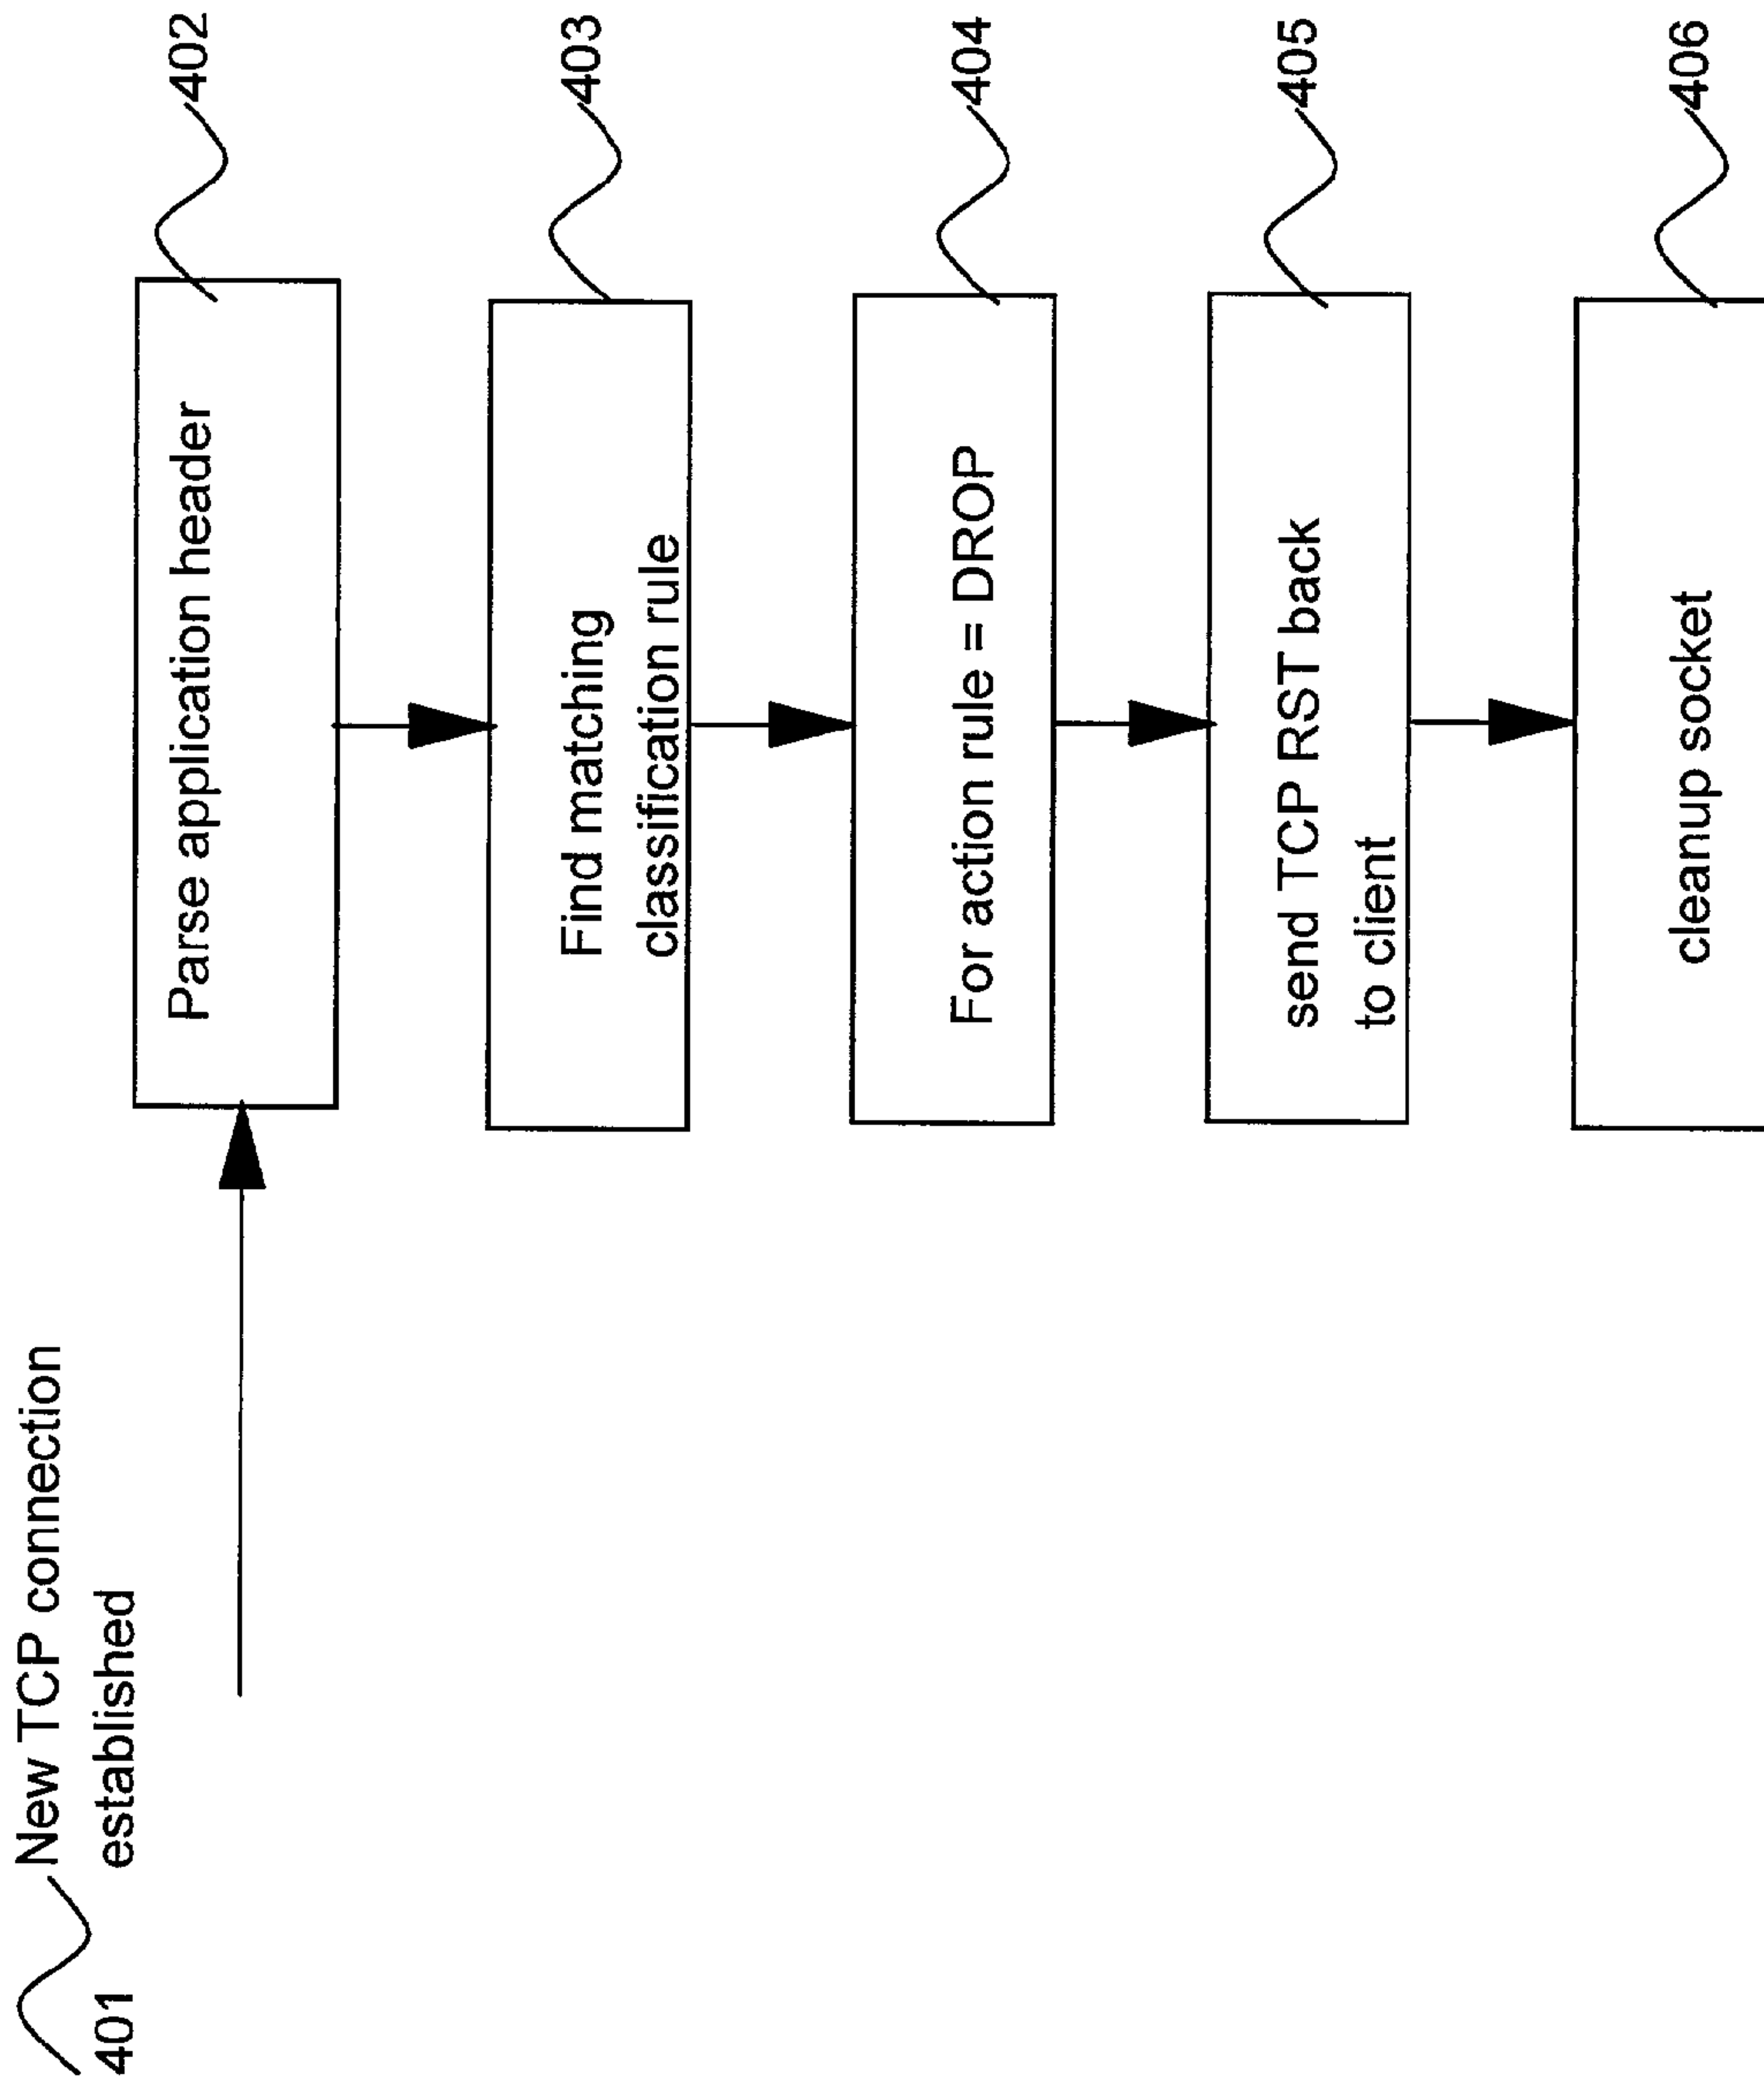 New TCP connection
established
401
Parse application header
402
Find matching
classification rule
403
For action rule = DROP
404
send TCP RST back
to client
405
cleanup socket
406